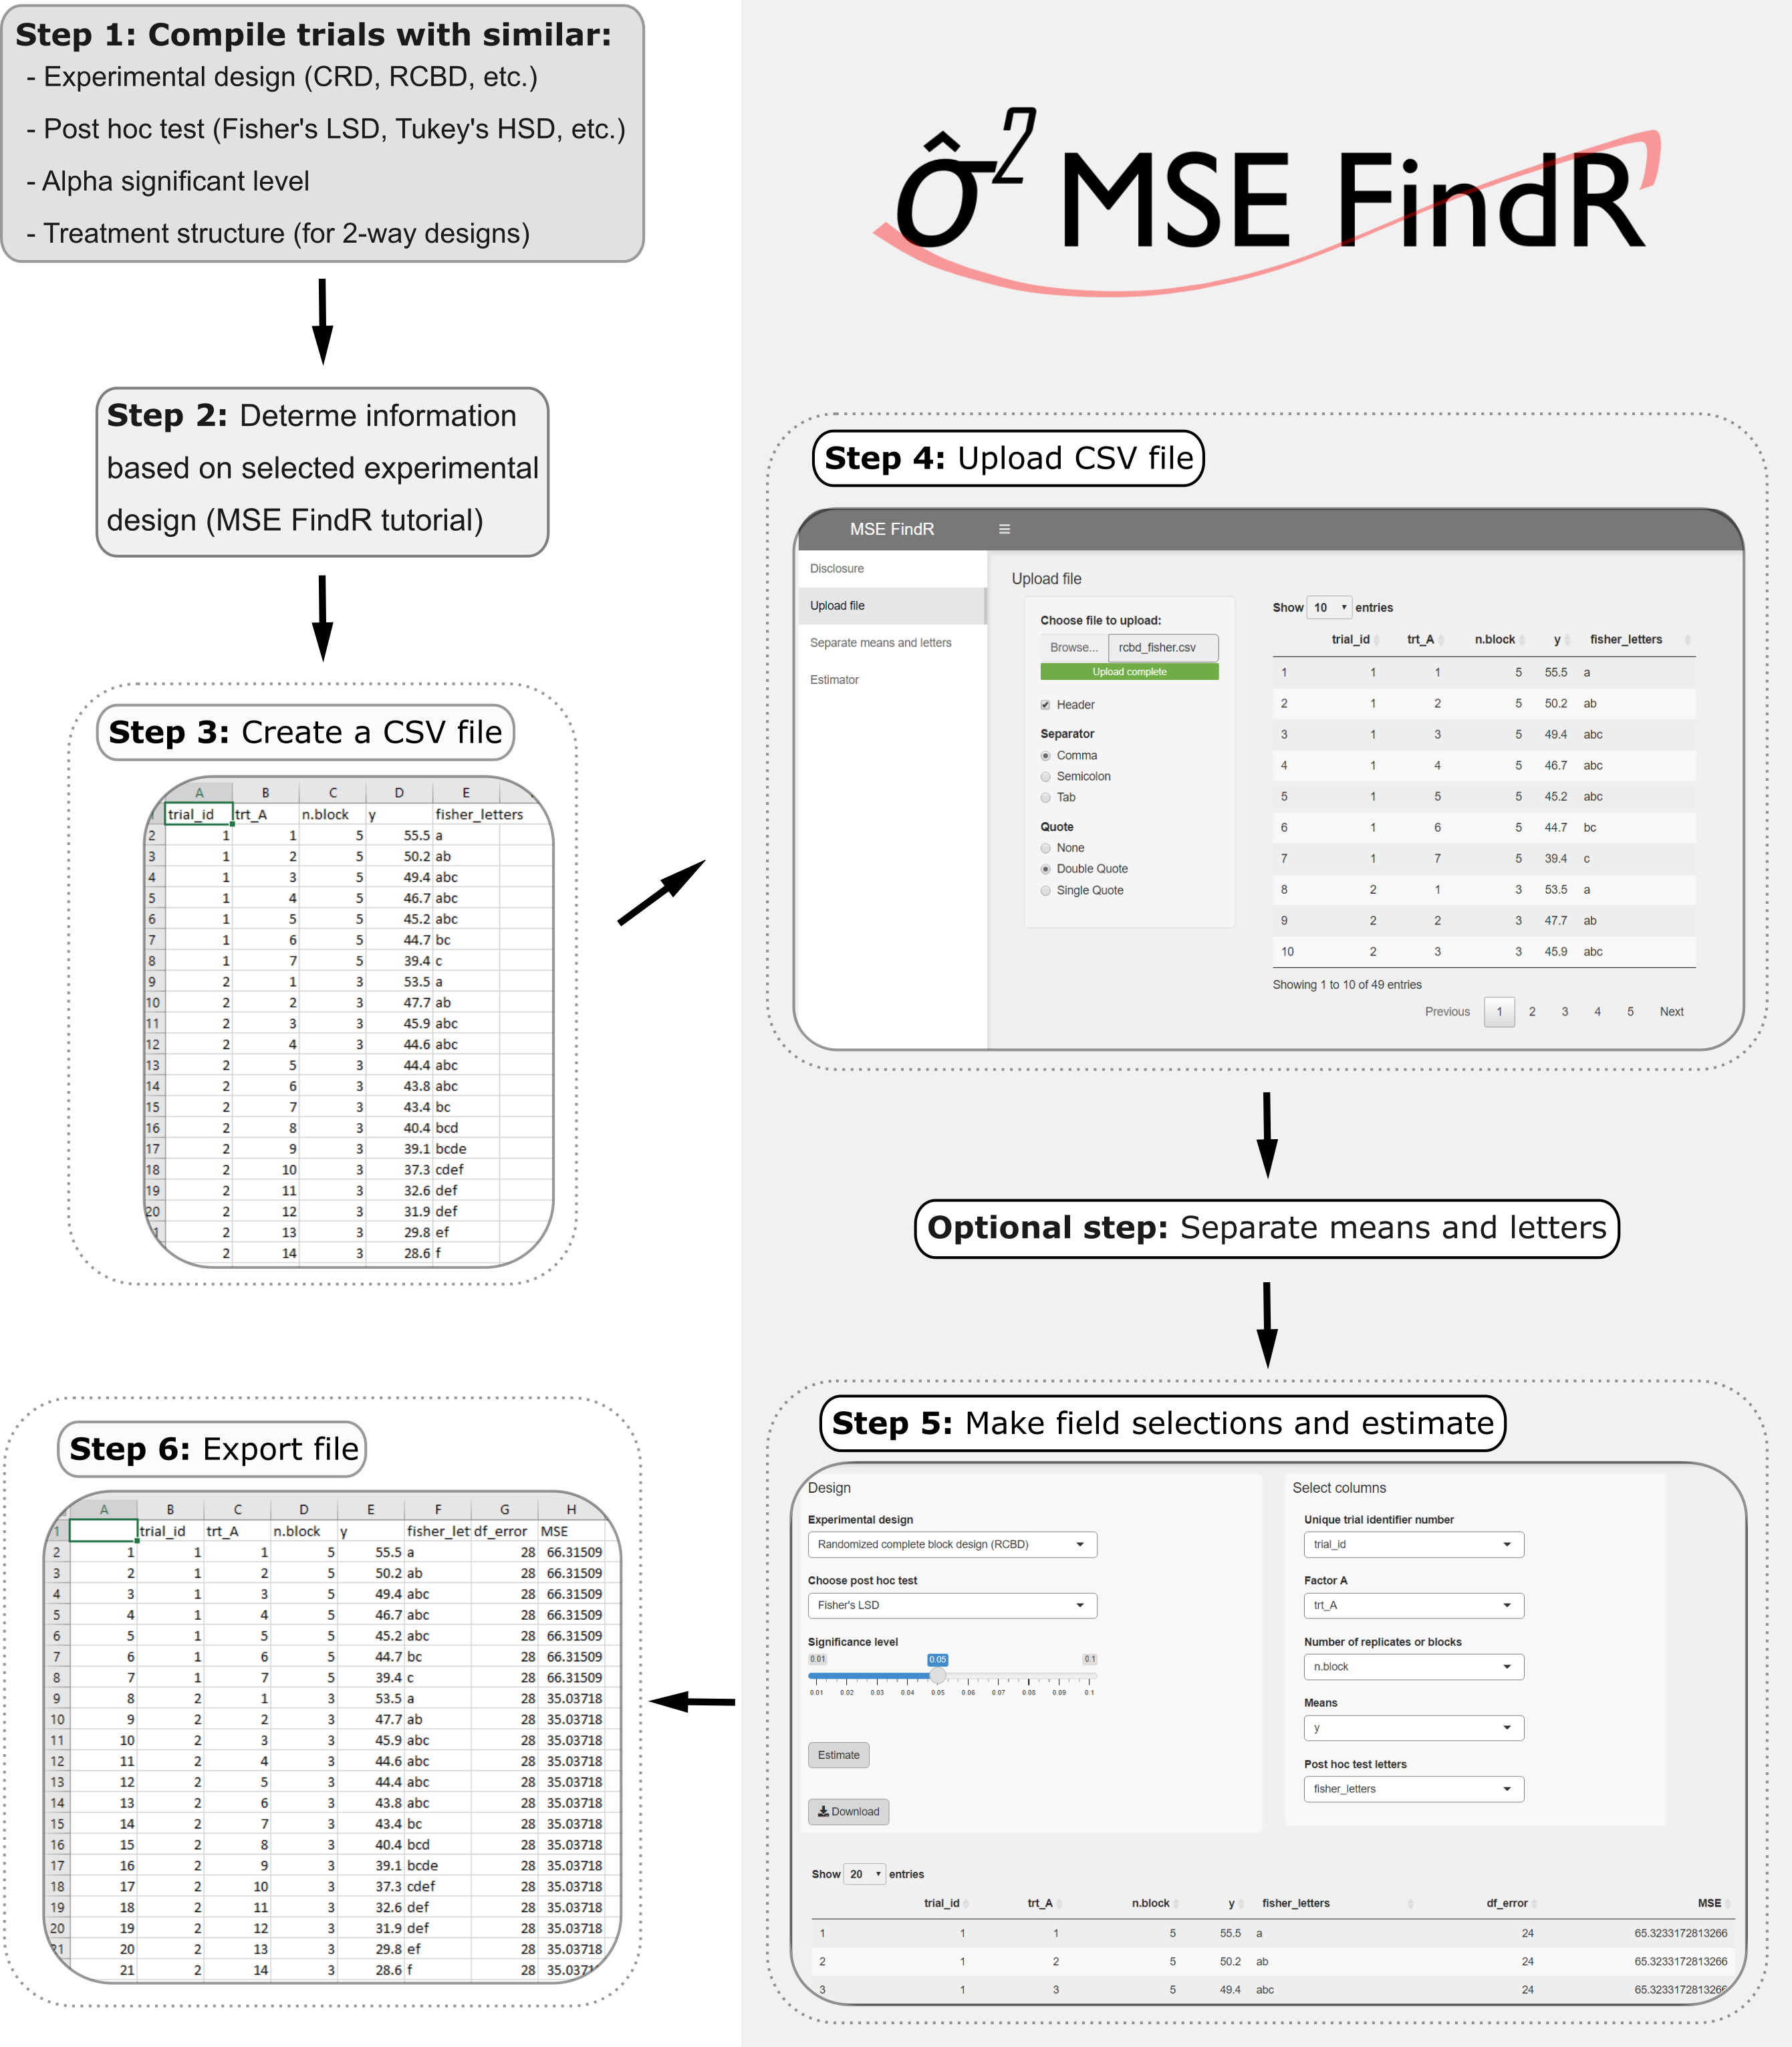 Step 1: Compile trials with similar:
- Experimental design (CRD, RCBD, etc.)
- Post hoc test (Fisher's LSD, Tukey's HSD, etc.)
- Alpha significant level
- Treatment structure (for 2-way designs)
Step 2: Determe information
based on selected experimental
design (MSE FindR tutorial)
Step 3: Create a CSV file
A B C D E
1 trial_id trt_A n.block y fisher_letters
2 1 1 5 55.5 a
3 1 2 5 50.2 ab
4 1 3 5 49.4 abc
5 1 4 5 46.7 abc
6 1 5 5 45.2 abc
7 1 6 5 44.7 bc
8 1 7 5 39.4 c
9 2 1 3 53.5 a
10 2 2 3 47.7 ab
11 2 3 3 45.9 abc
12 2 4 3 44.6 abc
13 2 5 3 44.4 abc
14 2 6 3 43.8 abc
15 2 7 3 43.4 bc
16 2 8 3 40.4 bcd
17 2 9 3 39.1 bcde
18 2 10 3 37.3 cdef
19 2 11 3 32.6 def
20 2 12 3 31.9 def
1 2 13 3 29.8 ef
2 14 3 28.6 f
σ̂2 MSE FindR
Step 4: Upload CSV file
MSE FindR
Disclosure
Upload file
Separate means and letters
Estimator
Upload file
Choose file to upload:
Browse... rcbd_fisher.csv
Upload complete
Header
Separator
Comma
Semicolon
Tab
Quote
None
Double Quote
Single Quote
Show 10 entries
trial_id trt_A n.block y fisher_letters
1 1 1 5 55.5 a
2 1 2 5 50.2 ab
3 1 3 5 49.4 abc
4 1 4 5 46.7 abc
5 1 5 5 45.2 abc
6 1 6 5 44.7 bc
7 1 7 5 39.4 c
8 2 1 3 53.5 a
9 2 2 3 47.7 ab
10 2 3 3 45.9 abc
Showing 1 to 10 of 49 entries
Previous 1 2 3 4 5 Next
Optional step: Separate means and letters
Step 5: Make field selections and estimate
Design
Experimental design
Randomized complete block design (RCBD)
Choose post hoc test
Fisher's LSD
Significance level
0.01 0.05 0.1
0.01 0.02 0.03 0.04 0.05 0.06 0.07 0.08 0.09 0.1
Estimate
Download
Select columns
Unique trial identifier number
trial_id
Factor A
trt_A
Number of replicates or blocks
n.block
Means
y
Post hoc test letters
fisher_letters
Show 20 entries
trial_id trt_A n.block y fisher_letters df_error MSE
1 1 1 5 55.5 a 24 65.3233172813266
2 1 2 5 50.2 ab 24 65.3233172813266
3 1 3 5 49.4 abc 24 65.3233172813266
Step 6: Export file
A B C D E F G H
1 trial_id trt_A n.block y fisher_let df_error MSE
2 1 1 1 5 55.5 a 28 66.31509
3 2 1 2 5 50.2 ab 28 66.31509
4 3 1 3 5 49.4 abc 28 66.31509
5 4 1 4 5 46.7 abc 28 66.31509
6 5 1 5 5 45.2 abc 28 66.31509
7 6 1 6 5 44.7 bc 28 66.31509
8 7 1 7 5 39.4 c 28 66.31509
9 8 2 1 3 53.5 a 28 35.03718
10 9 2 2 3 47.7 ab 28 35.03718
11 10 2 3 3 45.9 abc 28 35.03718
12 11 2 4 3 44.6 abc 28 35.03718
13 12 2 5 3 44.4 abc 28 35.03718
14 13 2 6 3 43.8 abc 28 35.03718
15 14 2 7 3 43.4 bc 28 35.03718
16 15 2 8 3 40.4 bcd 28 35.03718
17 16 2 9 3 39.1 bcde 28 35.03718
18 17 2 10 3 37.3 cdef 28 35.03718
19 18 2 11 3 32.6 def 28 35.03718
20 19 2 12 3 31.9 def 28 35.03718
21 20 2 13 3 29.8 ef 28 35.03718
21 2 14 3 28.6 f 28 35.0371